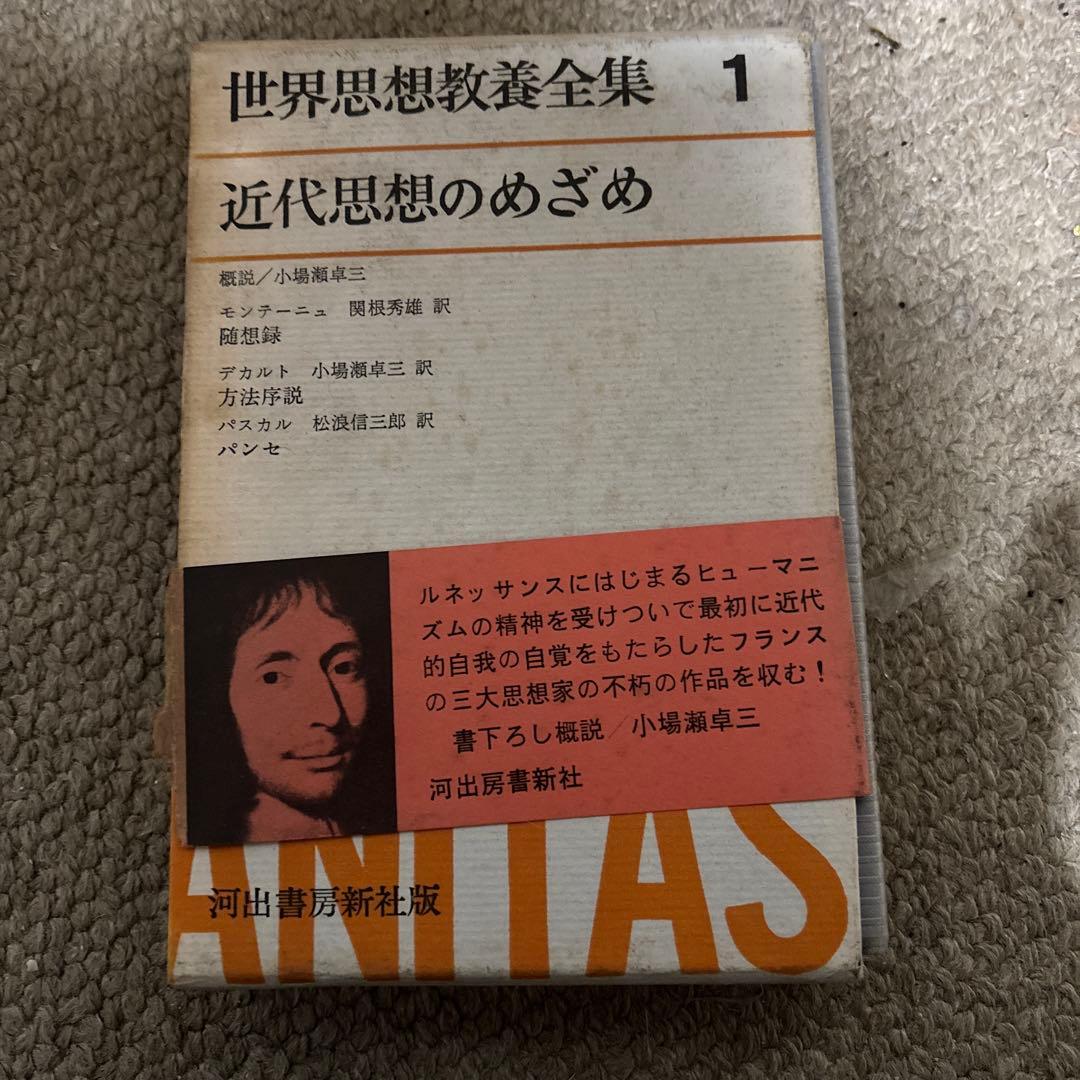 世界思想教養全集 1
近代思想のめざめ
概説／小場瀬卓三
モンテーニュ 関根秀雄 訳
随想録
デカルト 小場瀬卓三 訳
方法序説
パスカル 松浪信三郎 訳
パンセ
ルネッサンスにはじまるヒューマニ
ズムの精神を受けついで最初に近代
的自我の自覚をもたらしたフランス
の三大思想家の不朽の作品を収む！
書下ろし概説／小場瀬卓三
河出房書新社
ANITAS
河出書房新社版